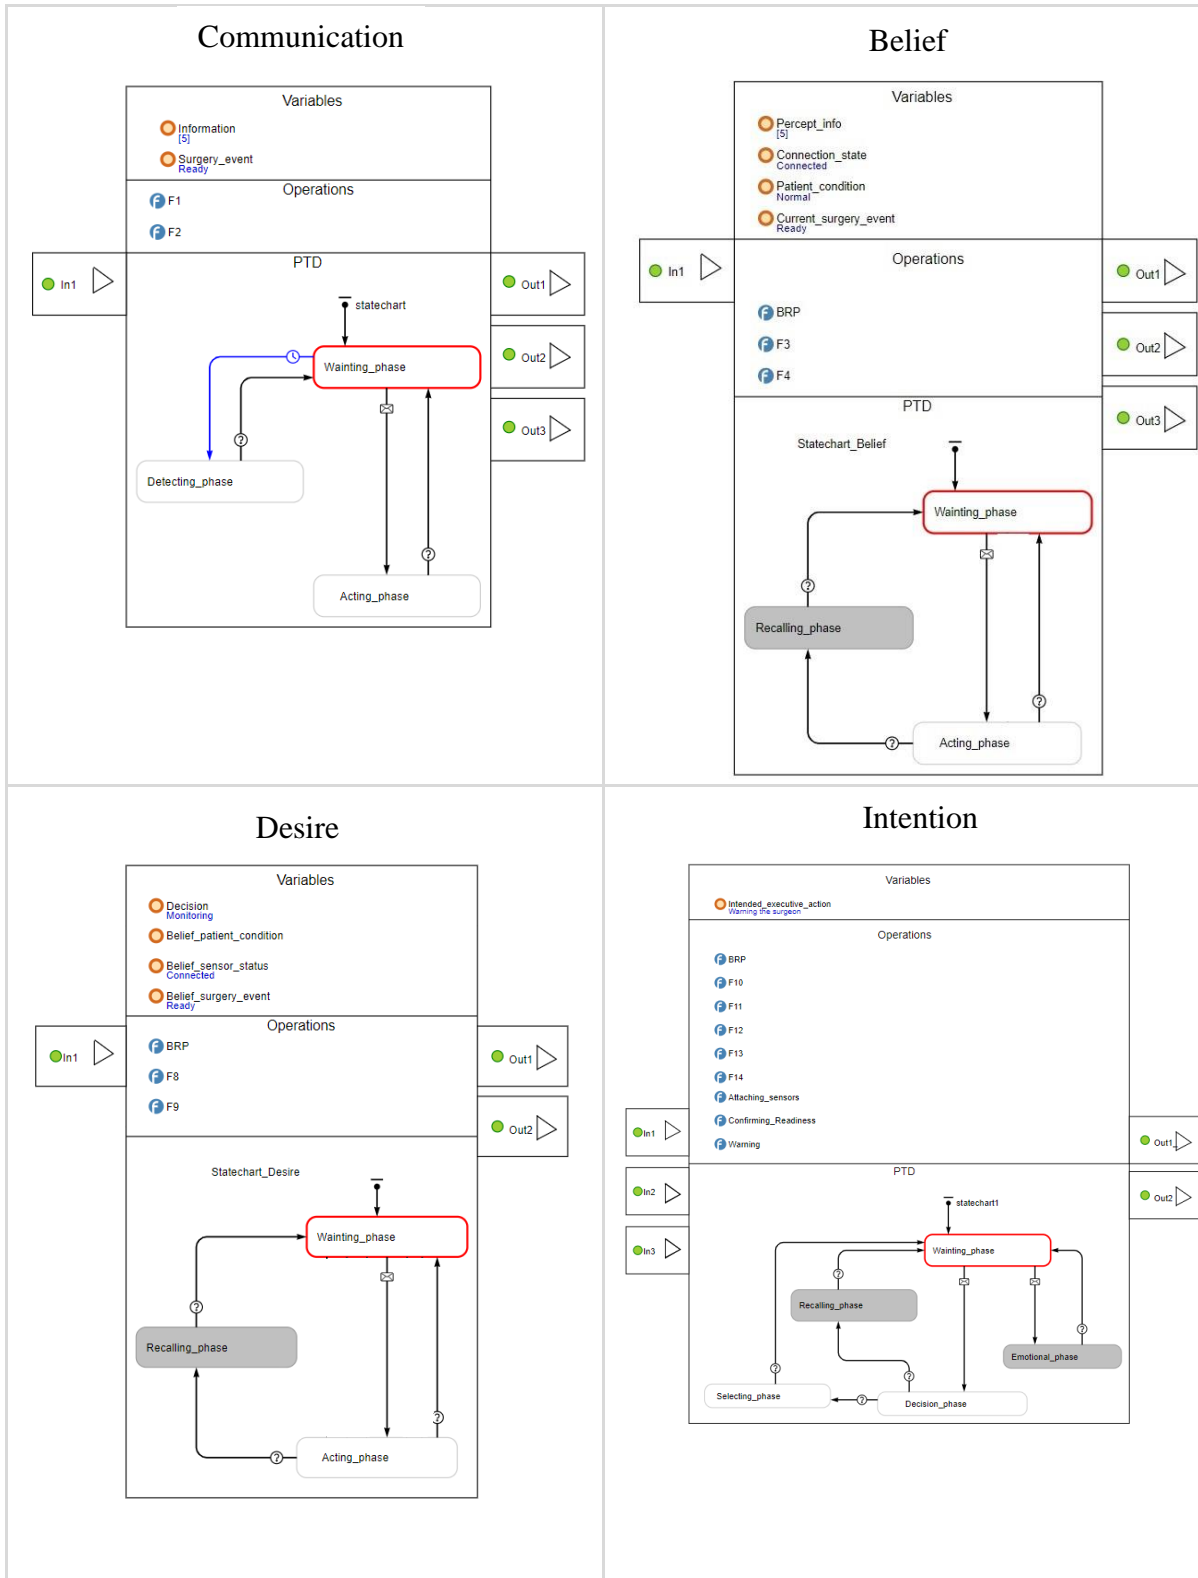 Communication
Variables
Information
[5]
Surgery_event
Ready
Operations
F1
F2
PTD
In1
Out1
Out2
Out3
statechart
Wainting_phase
Detecting_phase
Acting_phase
Belief
Variables
Percept_info
[5]
Connection_state
Connected
Patient_condition
Normal
Current_surgery_event
Ready
Operations
BRP
F3
F4
PTD
In1
Out1
Out2
Out3
Statechart_Belief
Wainting_phase
Recalling_phase
Acting_phase
Desire
Variables
Decision
Monitoring
Belief_patient_condition
Belief_sensor_status
Connected
Belief_surgery_event
Ready
Operations
BRP
F8
F9
In1
Out1
Out2
Statechart_Desire
Wainting_phase
Recalling_phase
Acting_phase
Intention
Variables
Intended_executive_action
Warning the surgeon
Operations
BRP
F10
F11
F12
F13
F14
Attaching_sensors
Confirming_Readiness
Warning
PTD
In1
In2
In3
Out1_
Out2
statechart1
Wainting_phase
Recalling_phase
Emotional_phase
Selecting_phase
Decision_phase